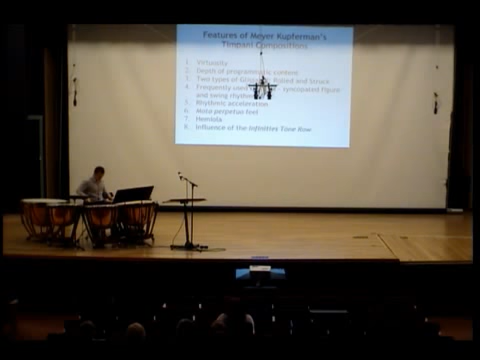 Features of Meyer Kupferman's
Timpani Compositions
1. Virtuosity
2. Depth of programmatic content
3. Two types of Rolled and Struck
4. Frequently used syncopated figure
and swing rhythm
5. Rhythmic acceleration
6. Moto perpetuo feel
7. Hemiola
8. Influence of the Infinities Tone Row